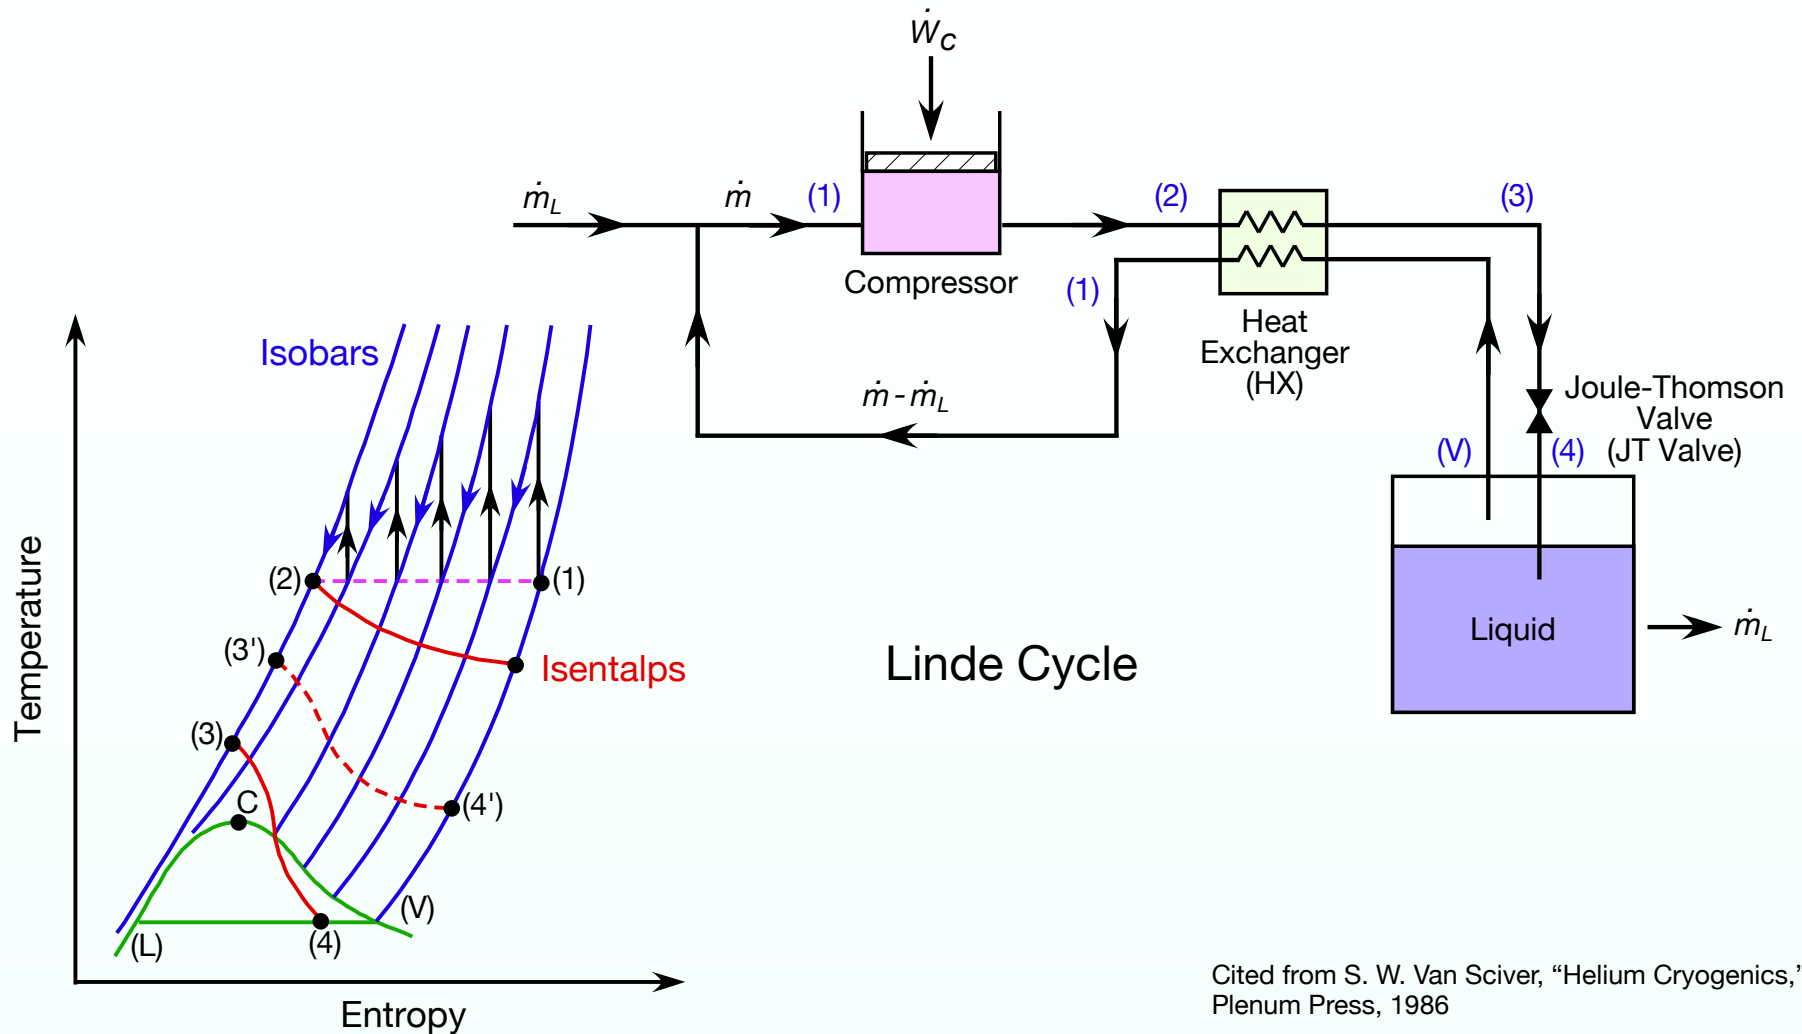 ẆC
ṁL
ṁ
(1)
(2)
(3)
Compressor
(1)
Heat
Exchanger
(HX)
Isobars
ṁ - ṁL
Joule-Thomson
Valve
(JT Valve)
(V)
(4)
(2)
(1)
Liquid
ṁL
(3')
Isentalps
Linde Cycle
Temperature
(3)
C
(4')
(V)
(L)
(4)
Entropy
Cited from S. W. Van Sciver, “Helium Cryogenics,”
Plenum Press, 1986